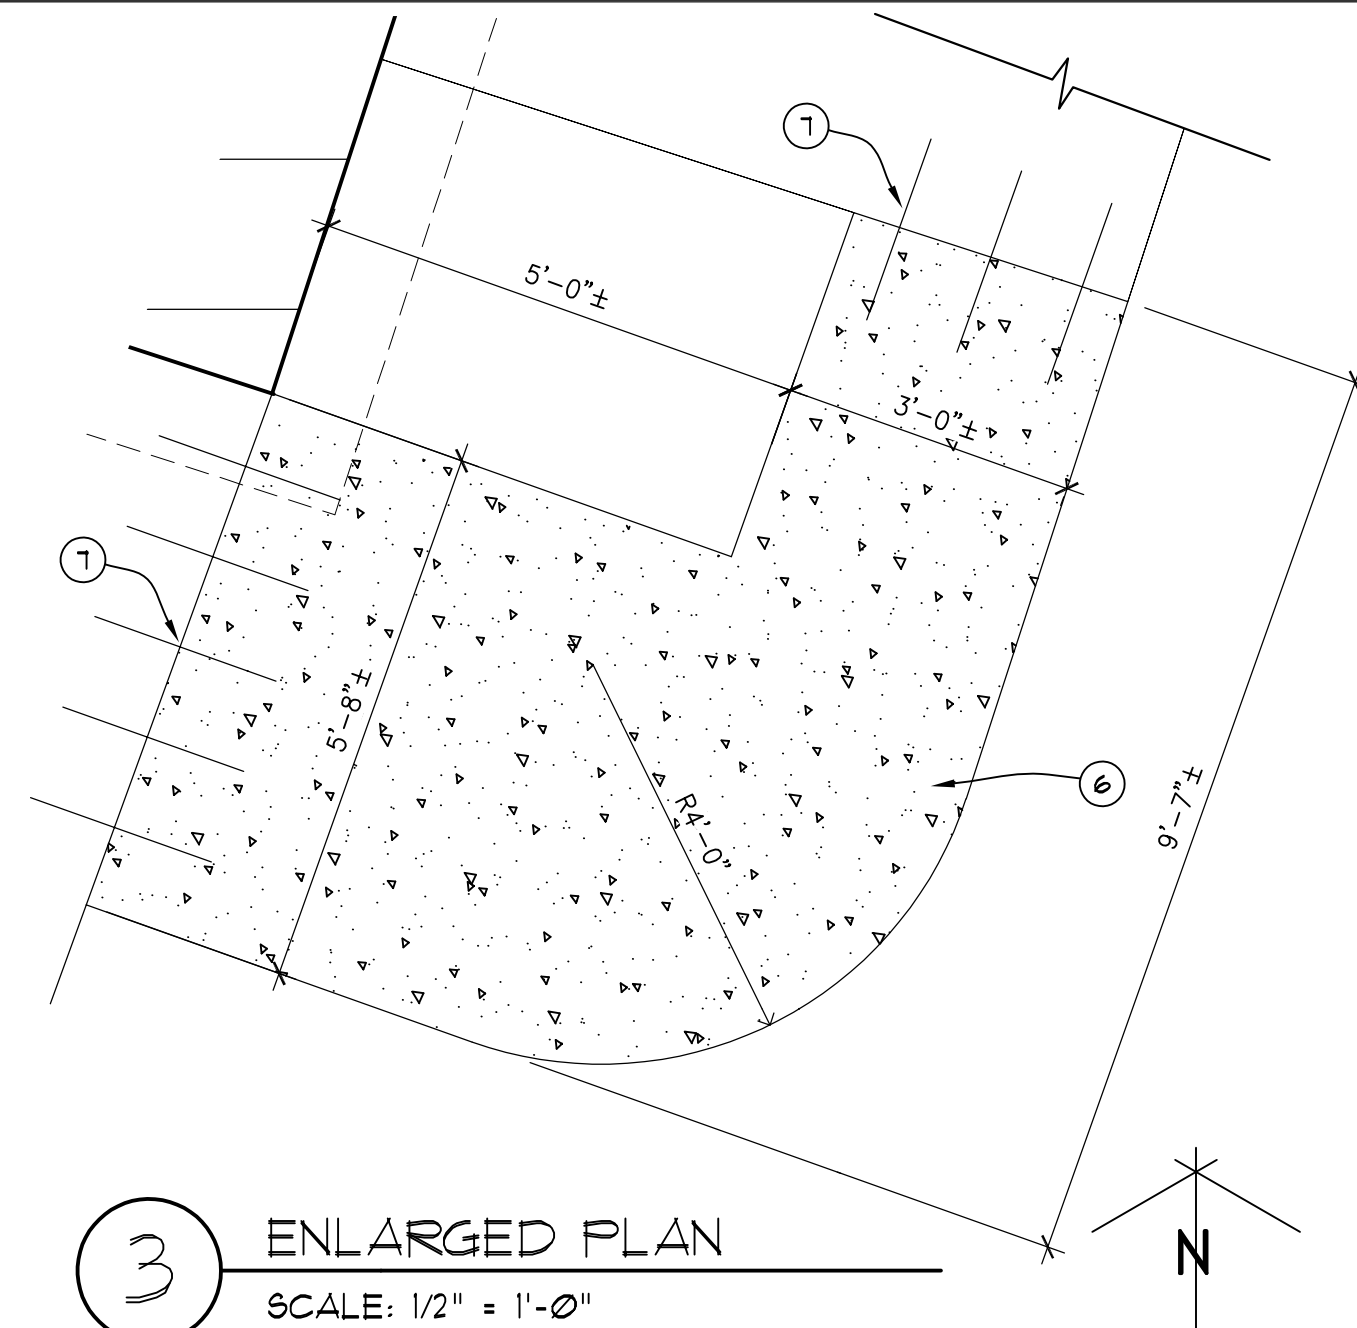 7
5'-0"±
3'-0"±
7
5'-8"±
R4'-0"
6
9'-7"±
3
ENLARGED PLAN
SCALE: 1/2" = 1'-0"
N